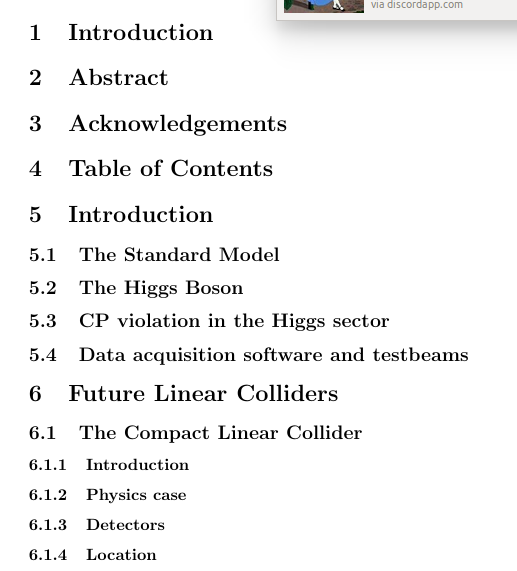 via discordapp.com
1 Introduction
2 Abstract
3 Acknowledgements
4 Table of Contents
5 Introduction
5.1 The Standard Model
5.2 The Higgs Boson
5.3 CP violation in the Higgs sector
5.4 Data acquisition software and testbeams
6 Future Linear Colliders
6.1 The Compact Linear Collider
6.1.1 Introduction
6.1.2 Physics case
6.1.3 Detectors
6.1.4 Location